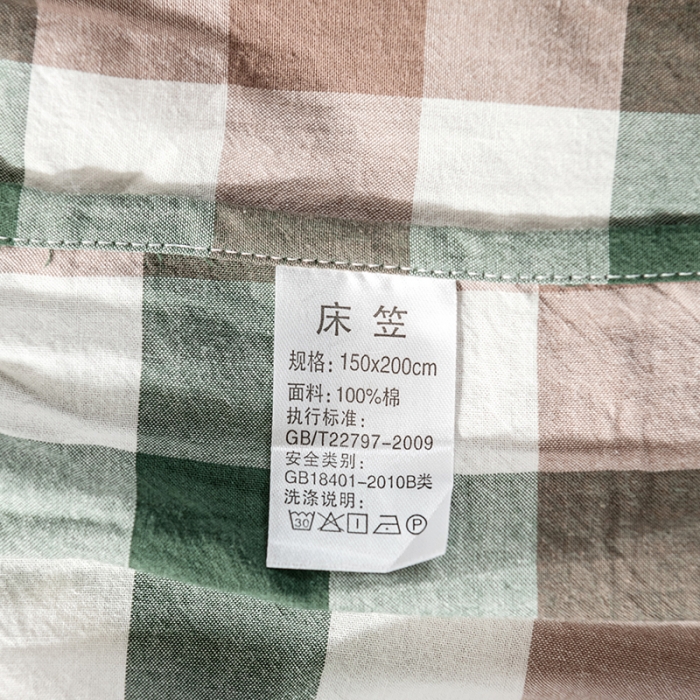 床笠
规格：150x200cm
面料：100%棉
执行标准：
GB/T22797-2009
安全类别：
GB18401-2010B类
洗涤说明：
30 P